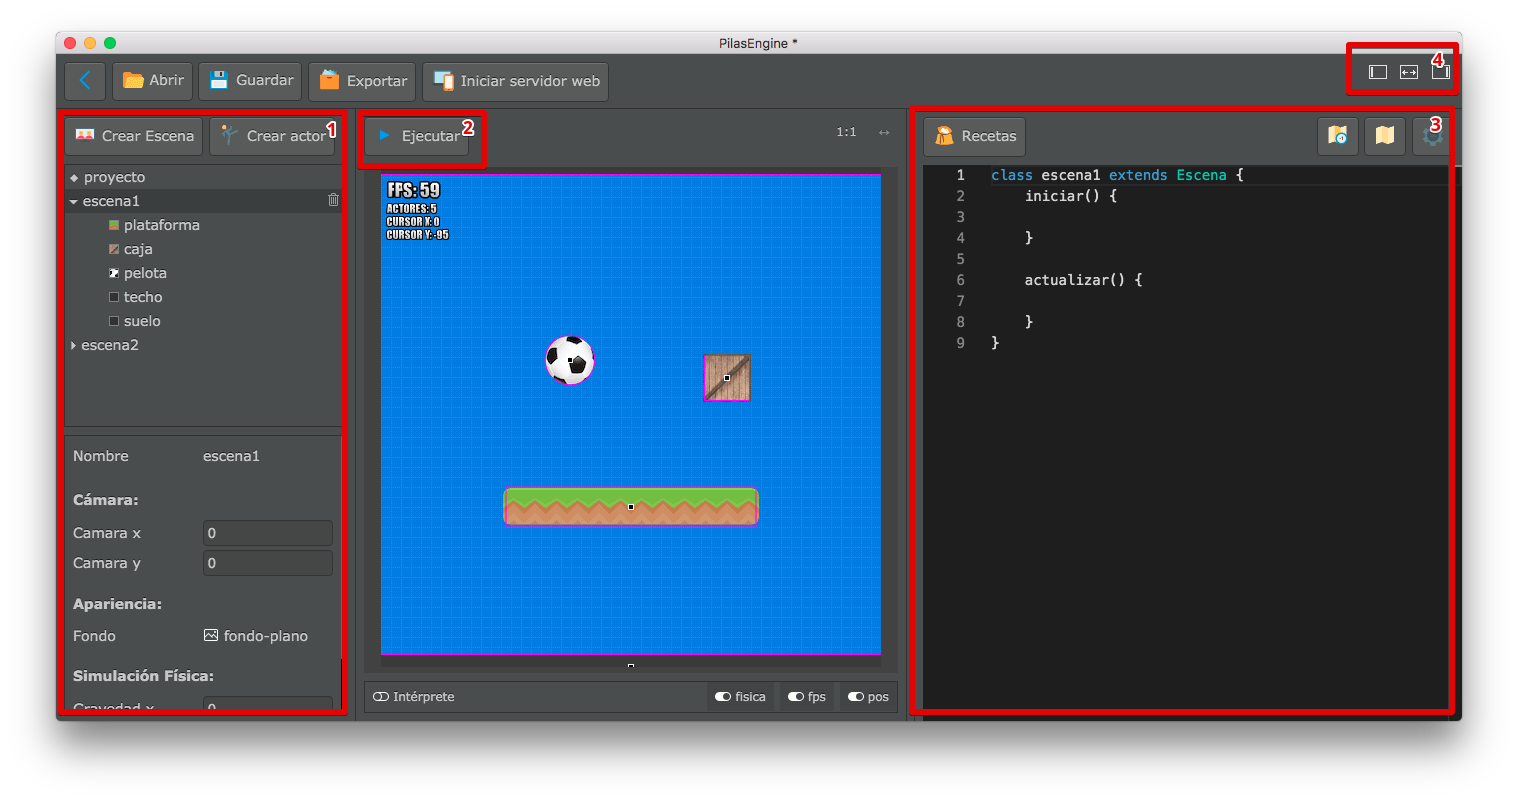 PilasEngine *
Abrir
Guardar
Exportar
Iniciar servidor web
4
Crear Escena
Crear actor
1
proyecto
escena1
plataforma
caja
pelota
techo
suelo
escena2
Nombre
escena1
Cámara:
Camara x
0
Camara y
0
Apariencia:
Fondo
fondo-plano
Simulación Física:
Gravedad x
0
Ejecutar
2
1:1
FPS: 59
ACTORES: 5
CURSOR X: 0
CURSOR Y: -95
Intérprete
fisica
fps
pos
Recetas
3
1 class escena1 extends Escena {
2 iniciar() {
3
4 }
5
6 actualizar() {
7
8 }
9 }